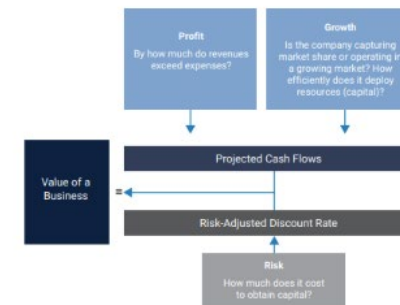 Profit
By how much do revenues
exceed expenses?
Growth
Is the company capturing
market share or operating in
a growing market? How
efficiently does it deploy
resources (capital)?
Projected Cash Flows
Value of a
Business
=
Risk-Adjusted Discount Rate
Risk
How much does it cost
to obtain capital?